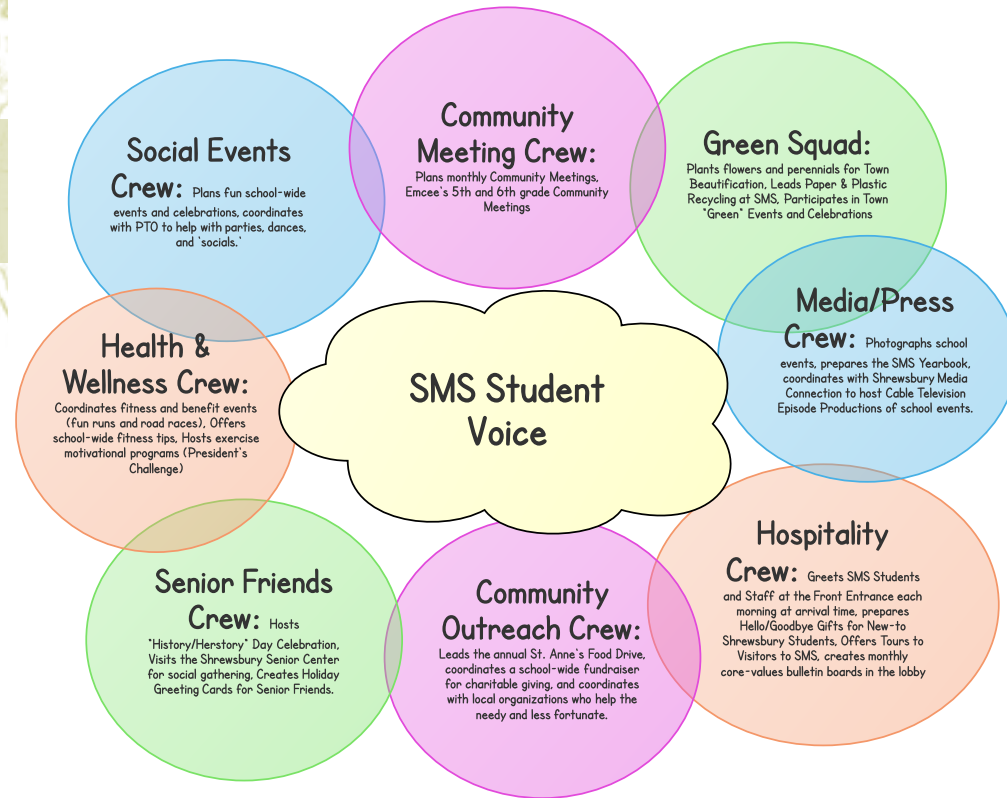 Community
Meeting Crew:
Plans monthly Community Meetings,
Emcee's 5th and 6th grade Community
Meetings
Social Events
Crew: Plans fun school-wide
events and celebrations, coordinates
with PTO to help with parties, dances,
and 'socials.'
Green Squad:
Plants flowers and perennials for Town
Beautification, Leads Paper & Plastic
Recycling at SMS, Participates in Town
"Green" Events and Celebrations
Media/Press
Crew: Photographs school
events, prepares the SMS Yearbook,
coordinates with Shrewsbury Media
Connection to host Cable Television
Episode Productions of school events.
Health &
Wellness Crew:
Coordinates fitness and benefit events
(fun runs and road races), Offers
school-wide fitness tips, Hosts exercise
motivational programs (President's
Challenge)
SMS Student
Voice
Hospitality
Crew: Greets SMS Students
and Staff at the Front Entrance each
morning at arrival time, prepares
Hello/Goodbye Gifts for New-to
Shrewsbury Students, Offers Tours to
Visitors to SMS, creates monthly
core-values bulletin boards in the lobby
Senior Friends
Crew: Hosts
"History/Herstory" Day Celebration,
Visits the Shrewsbury Senior Center
for social gathering, Creates Holiday
Greeting Cards for Senior Friends.
Community
Outreach Crew:
Leads the annual St. Anne's Food Drive,
coordinates a school-wide fundraiser
for charitable giving, and coordinates
with local organizations who help the
needy and less fortunate.